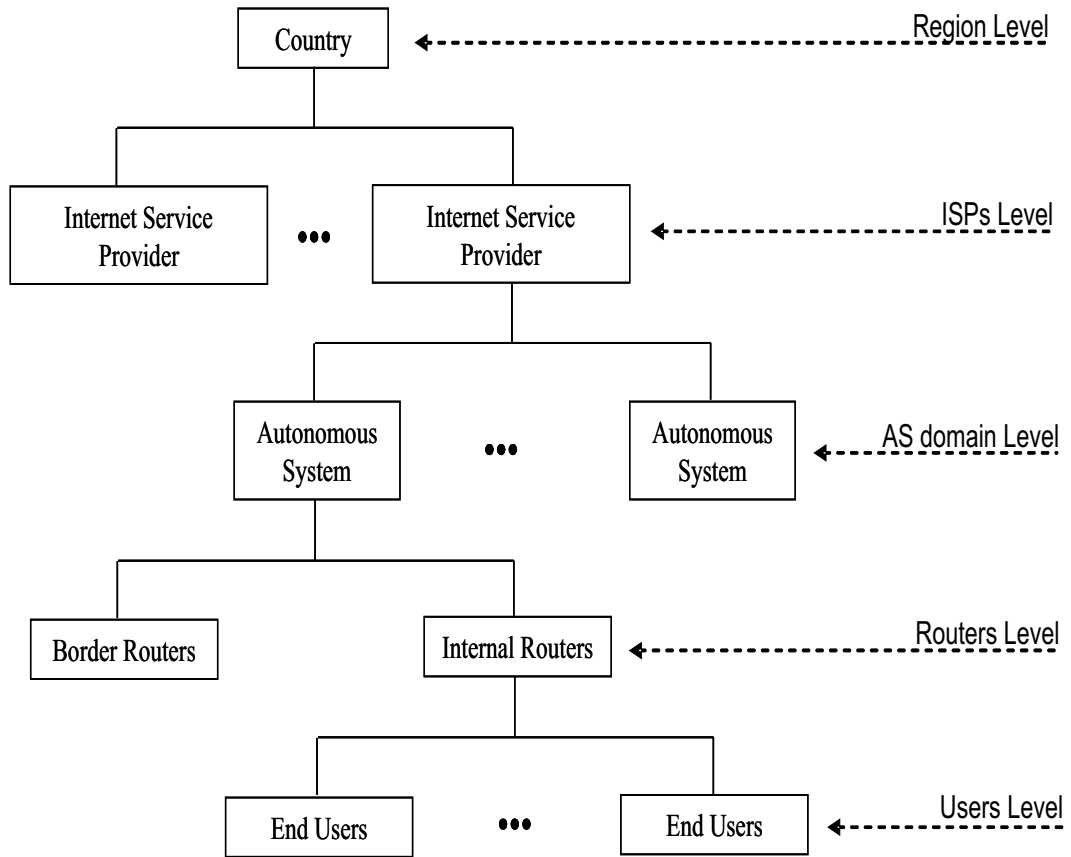 Country
Region Level
Internet Service
Provider
•••
Internet Service
Provider
ISPs Level
Autonomous
System
•••
Autonomous
System
AS domain Level
Border Routers
Internal Routers
Routers Level
End Users
•••
End Users
Users Level